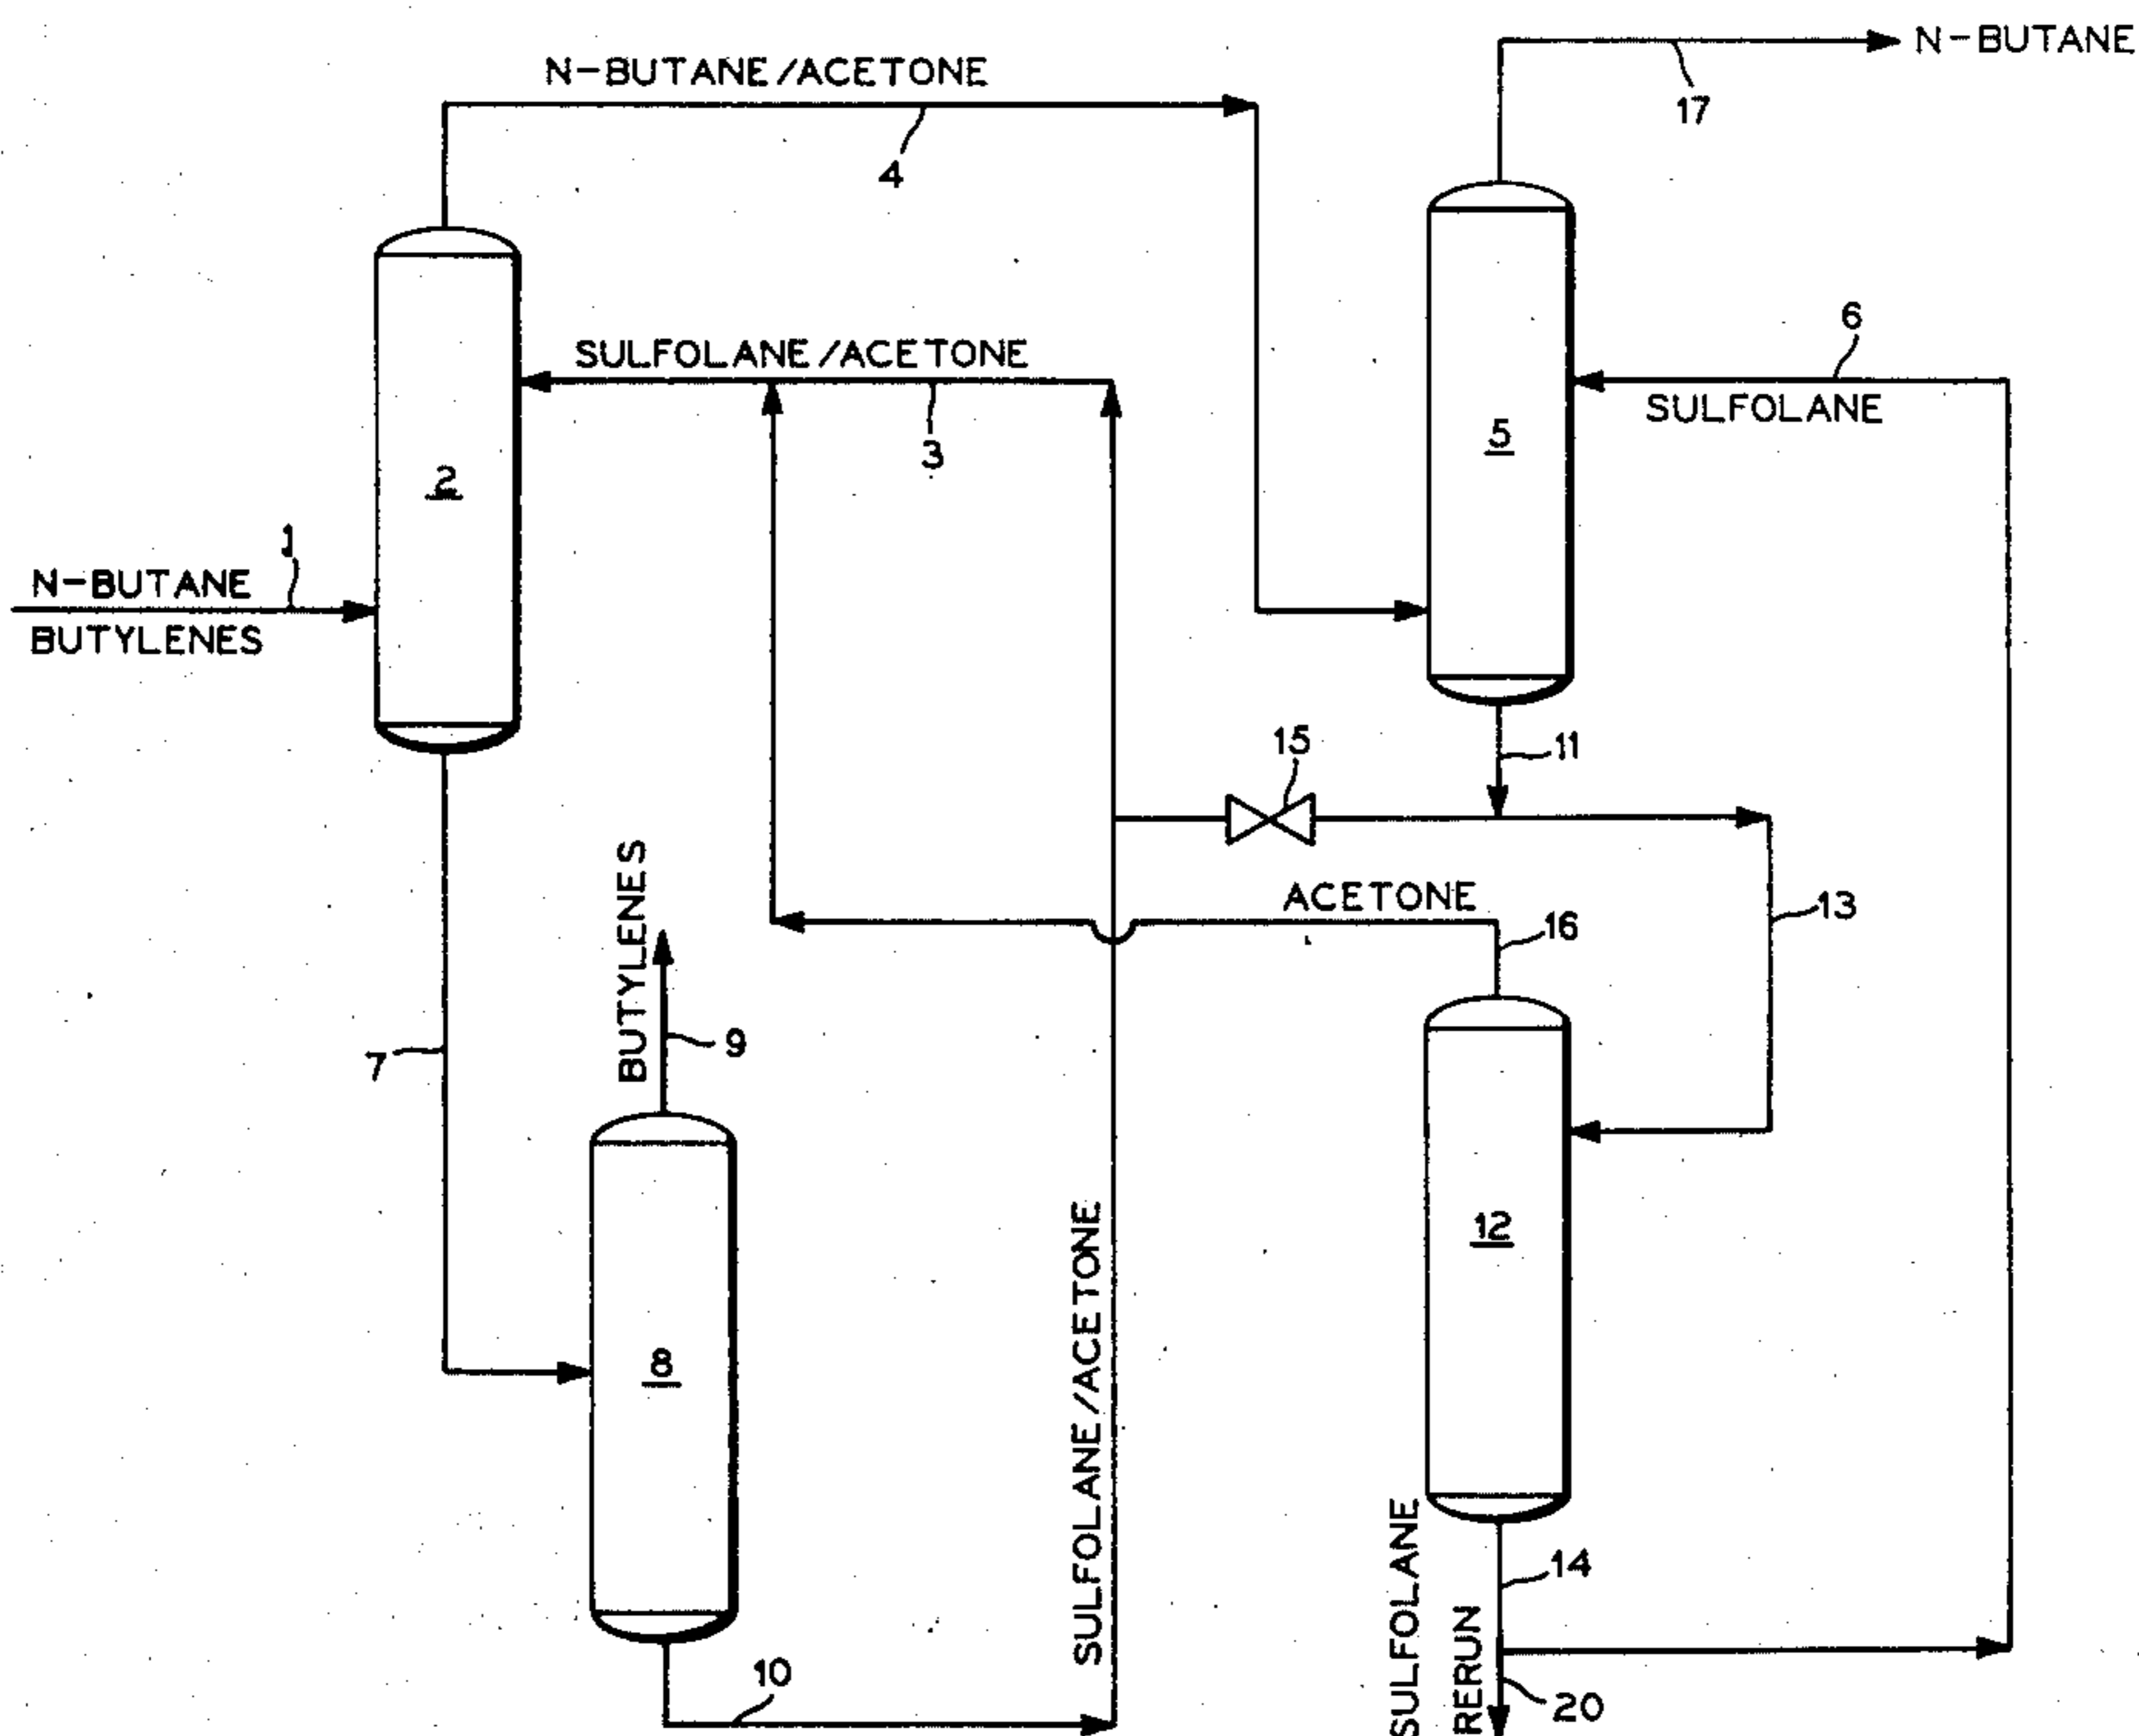 N-BUTANE
17
N-BUTANE/ACETONE
4
6
SULFOLANE/ACETONE
SULFOLANE
3
5
2
1
N-BUTANE
BUTYLENES
15
11
ACETONE
16
13
BUTYLENES
9
7
12
8
SULFOLANE/ACETONE
14
SULFOLANE
RERUN
10
20